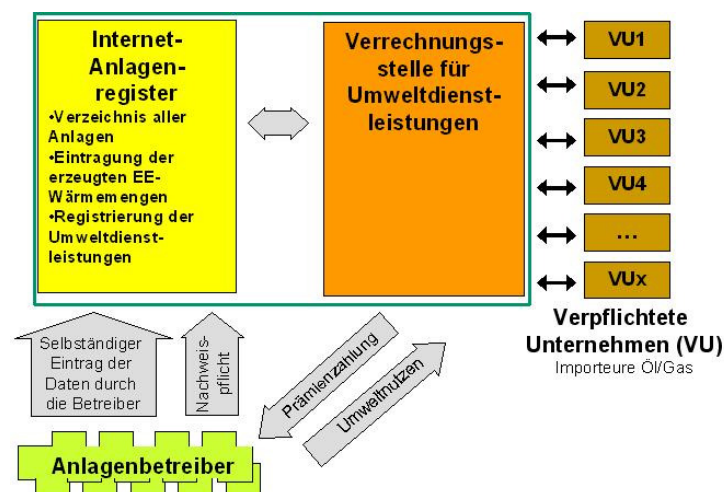 Internet-
Anlagen-
register
•Verzeichnis aller
Anlagen
•Eintragung der
erzeugten EE-
Wärmemengen
•Registrierung der
Umweltdienst-
leistungen
Verrechnungs-
stelle für
Umweltdienst-
leistungen
VU1
VU2
VU3
VU4
...
VUx
Verpflichtete
Unternehmen (VU)
Importeure Öl/Gas
Selbständiger
Eintrag der
Daten durch
die Betreiber
Nachweis-
pflicht
Prämienzahlung
Umweltnutzen
Anlagenbetreiber